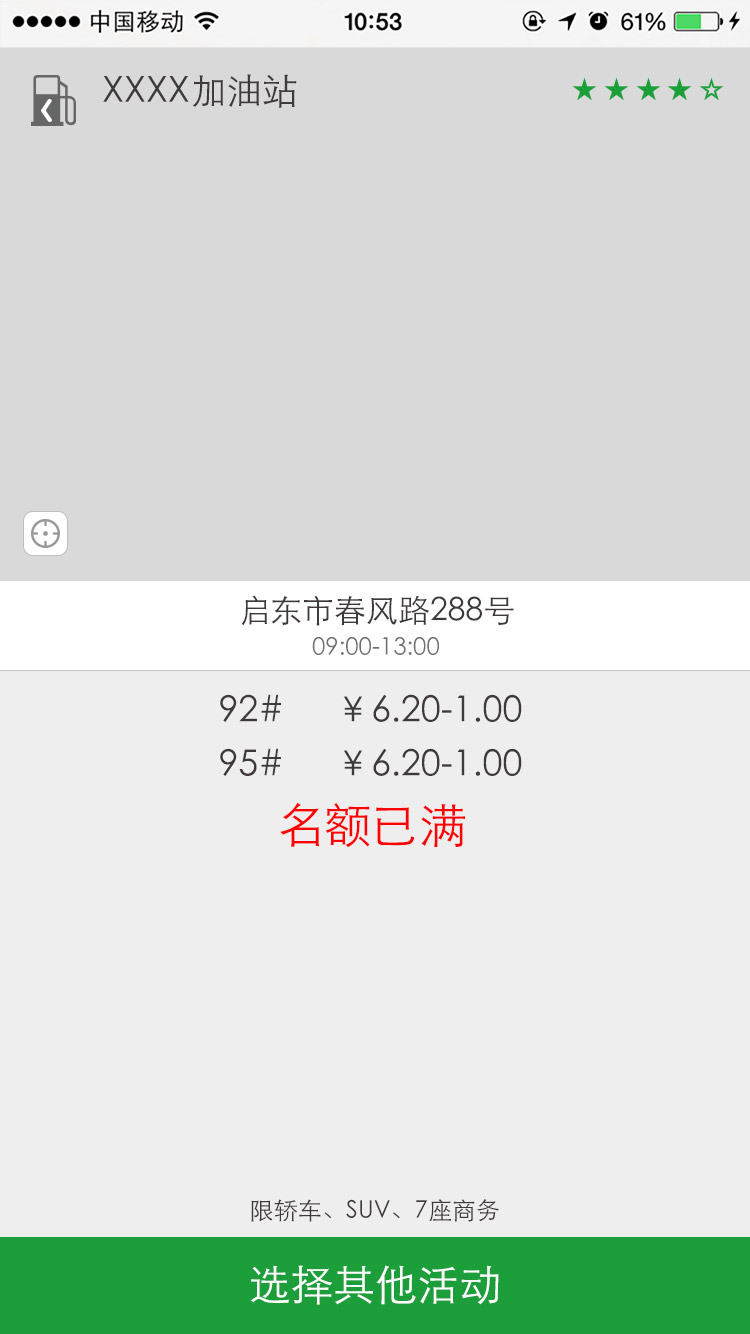 中国移动 10:53 61%
XXXX加油站 ★★★★☆
启东市春风路288号
09:00-13:00
92# ¥6.20-1.00
95# ¥6.20-1.00
名额已满
限轿车、SUV、7座商务
选择其他活动